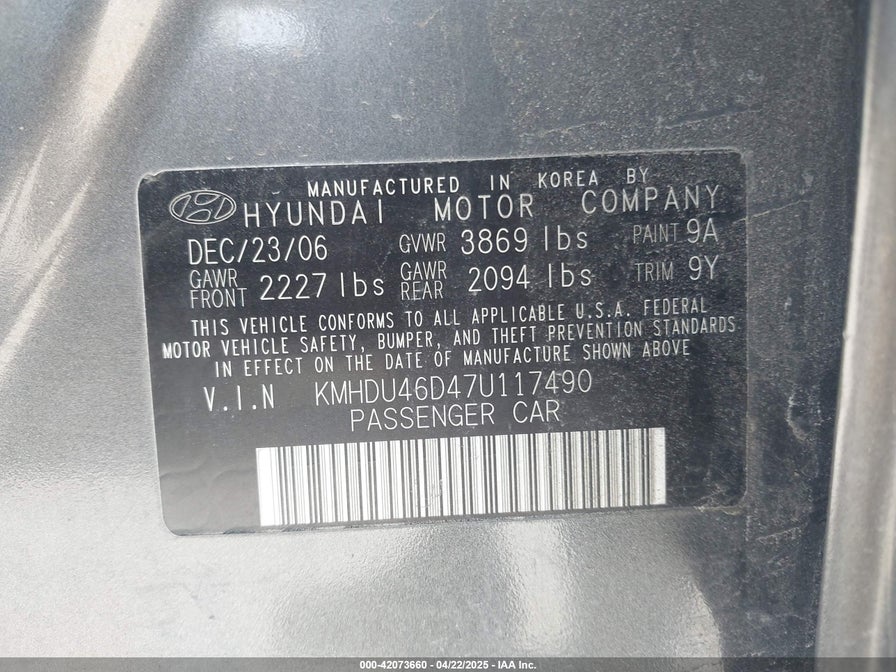 MANUFACTURED IN KOREA BY
HYUNDAI MOTOR COMPANY
DEC/23/06 GVWR 3869 lbs PAINT 9A
GAWR FRONT 2227 lbs GAWR REAR 2094 lbs TRIM 9Y
THIS VEHICLE CONFORMS TO ALL APPLICABLE U.S.A. FEDERAL
MOTOR VEHICLE SAFETY, BUMPER, AND THEFT PREVENTION STANDARDS
IN EFFECT ON THE DATE OF MANUFACTURE SHOWN ABOVE
V.I.N KMHDU46D47U117490
PASSENGER CAR
000-42073660 - 04/22/2025 - IAA Inc.